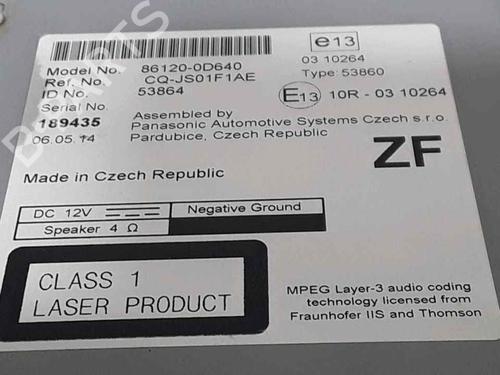 Model No. 86120-0D640
Ref. No. CQ-JS01F1AE
ID No. 53864
Serial No.
189435
06.05.14
Assembled by
Panasonic Automotive Systems Czech s.r.o.
Pardubice, Czech Republic
e13
03 10264
Type: 53860
E13 10R - 03 10264
ZF
Made in Czech Republic
DC 12V
Negative Ground
Speaker 4 Ω
CLASS 1
LASER PRODUCT
MPEG Layer-3 audio coding
technology licensed from
Fraunhofer IIS and Thomson